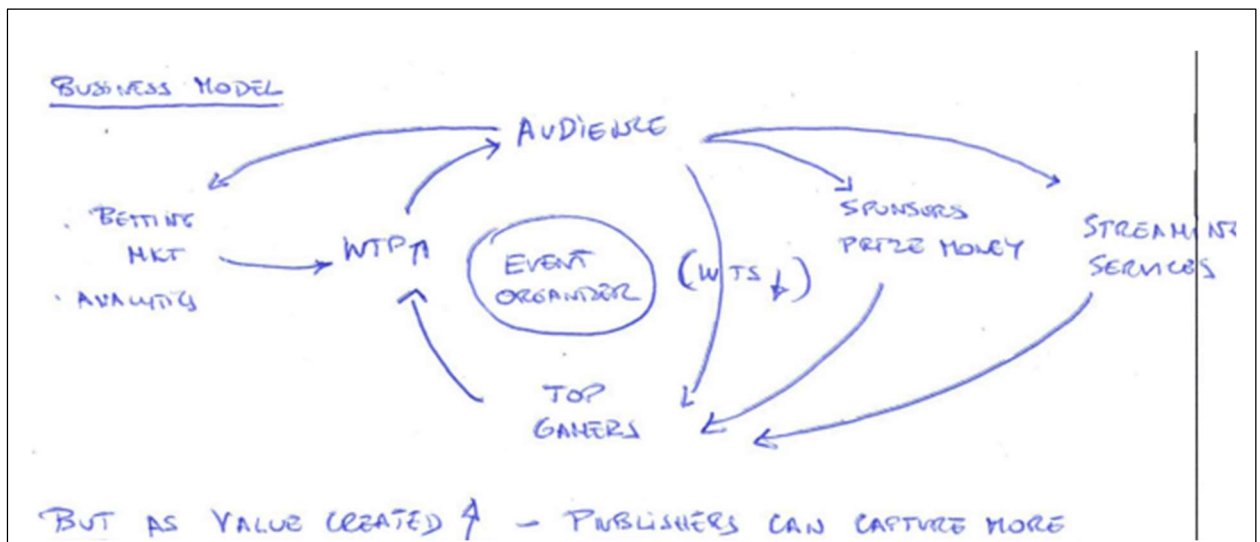 BUSINESS MODEL
AUDIENCE
• BETTING
MKT
• ANALYTICS
WTP↑
EVENT
ORGANIZER
(WTS↓)
SPONSORS
PRIZE MONEY
STREAMING
SERVICES
TOP
GAMERS
BUT AS VALUE CREATED ↑ – PUBLISHERS CAN CAPTURE MORE